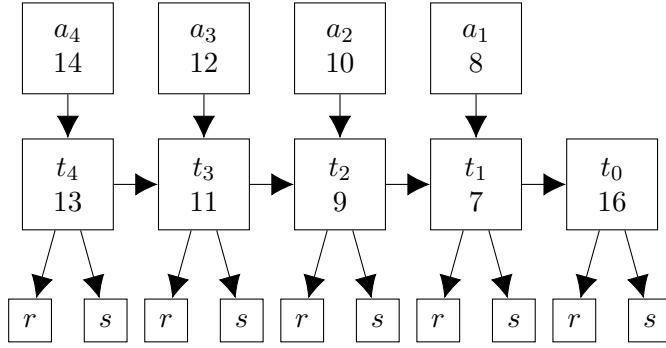 a₄ a₃ a₂ a₁
14 12 10 8
t₄ t₃ t₂ t₁ t₀
13 11 9 7 16
r s r s r s r s r s